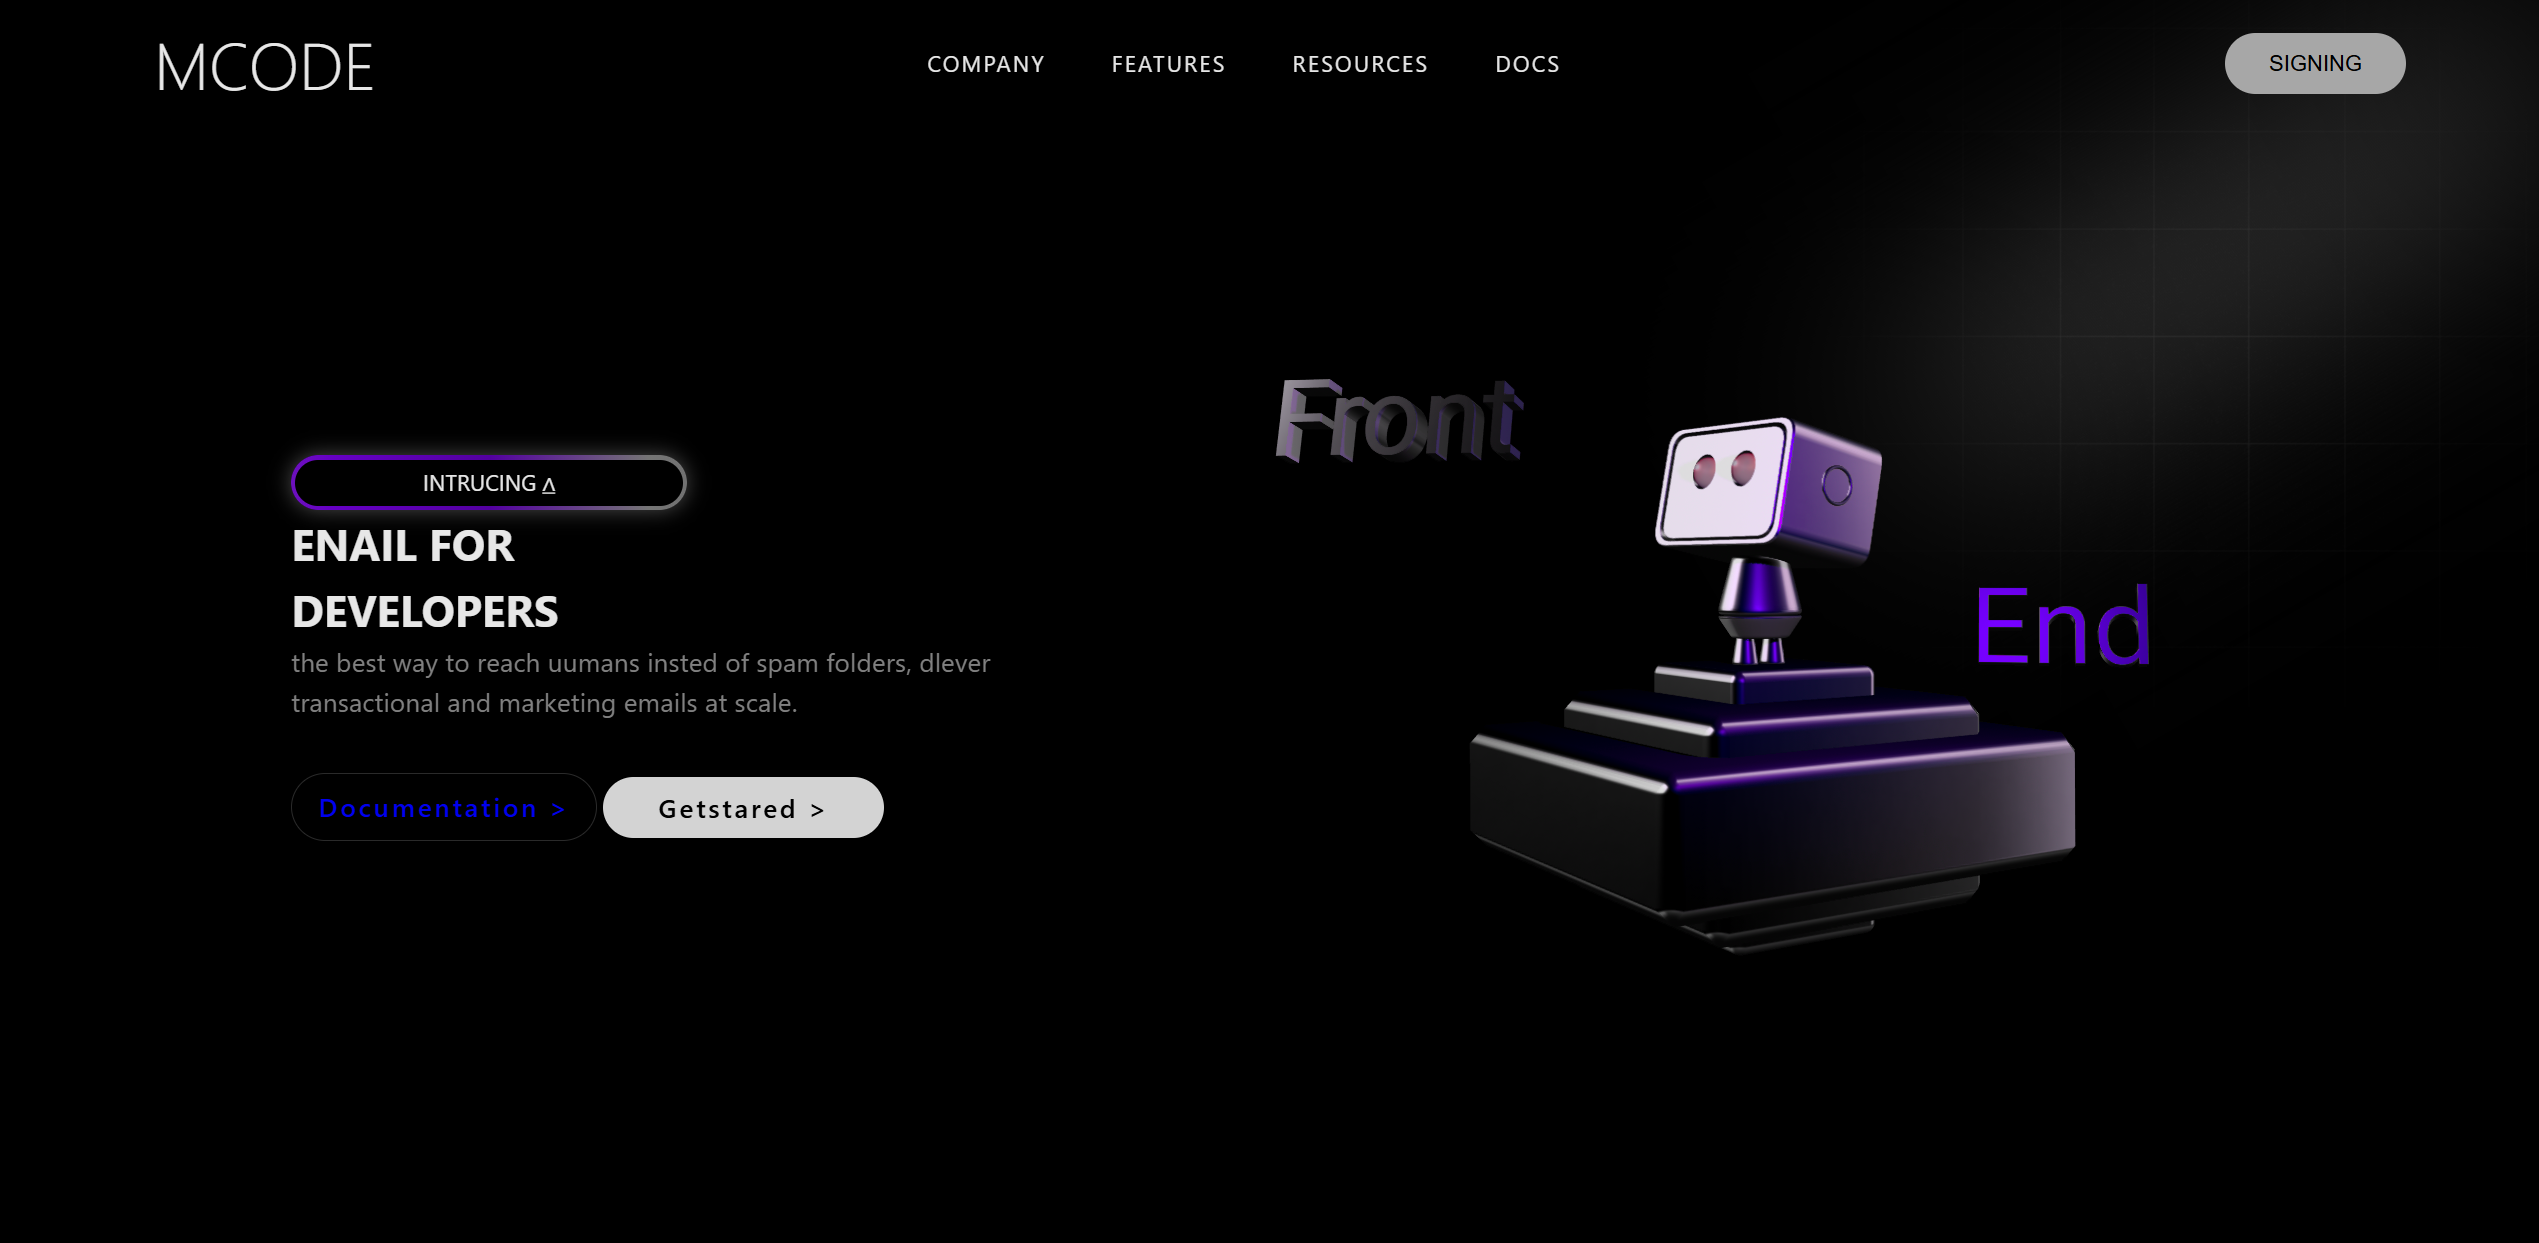 MCODE
COMPANY FEATURES RESOURCES DOCS
SIGNING
Front
INTRUCING Δ
ENAIL FOR
DEVELOPERS
the best way to reach uumans insted of spam folders, dlever
transactional and marketing emails at scale.
End
Documentation >
Getstared >